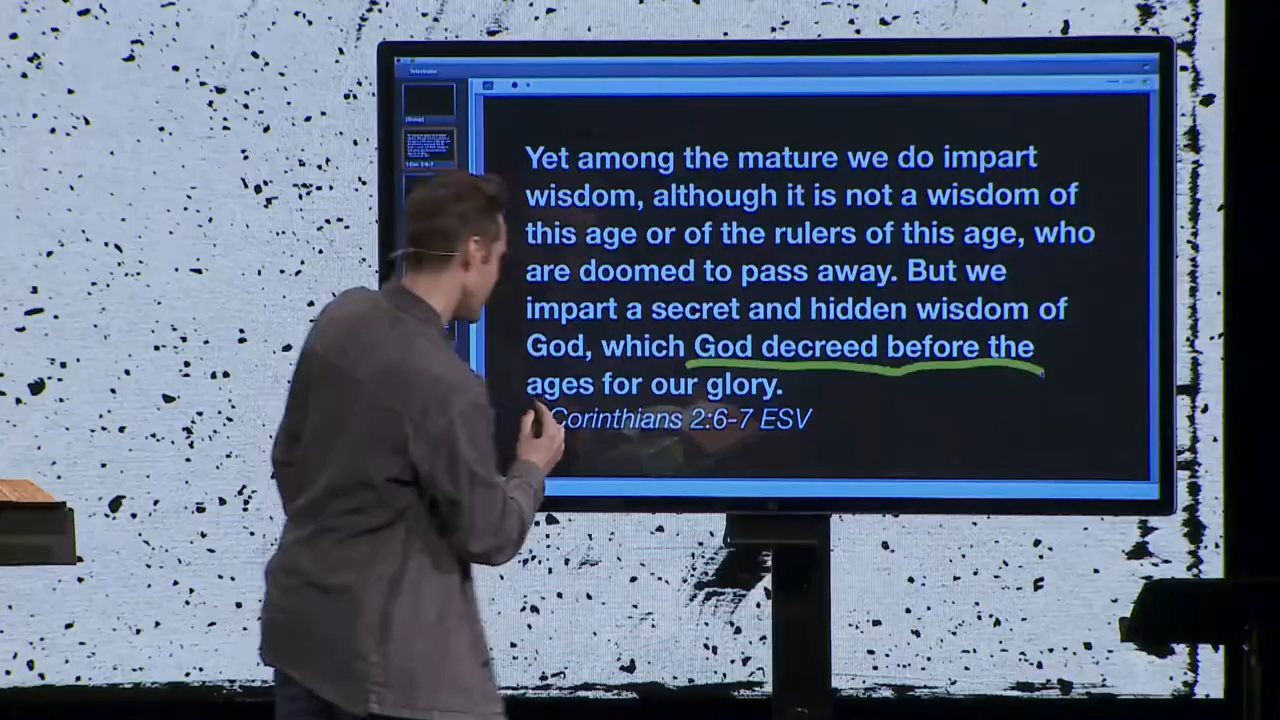 Telestrator
Yet among the mature we do impart
wisdom, although it is not a wisdom of
this age or of the rulers of this age, who
are doomed to pass away. But we
impart a secret and hidden wisdom of
God, which God decreed before the
ages for our glory.
Corinthians 2:6-7 ESV